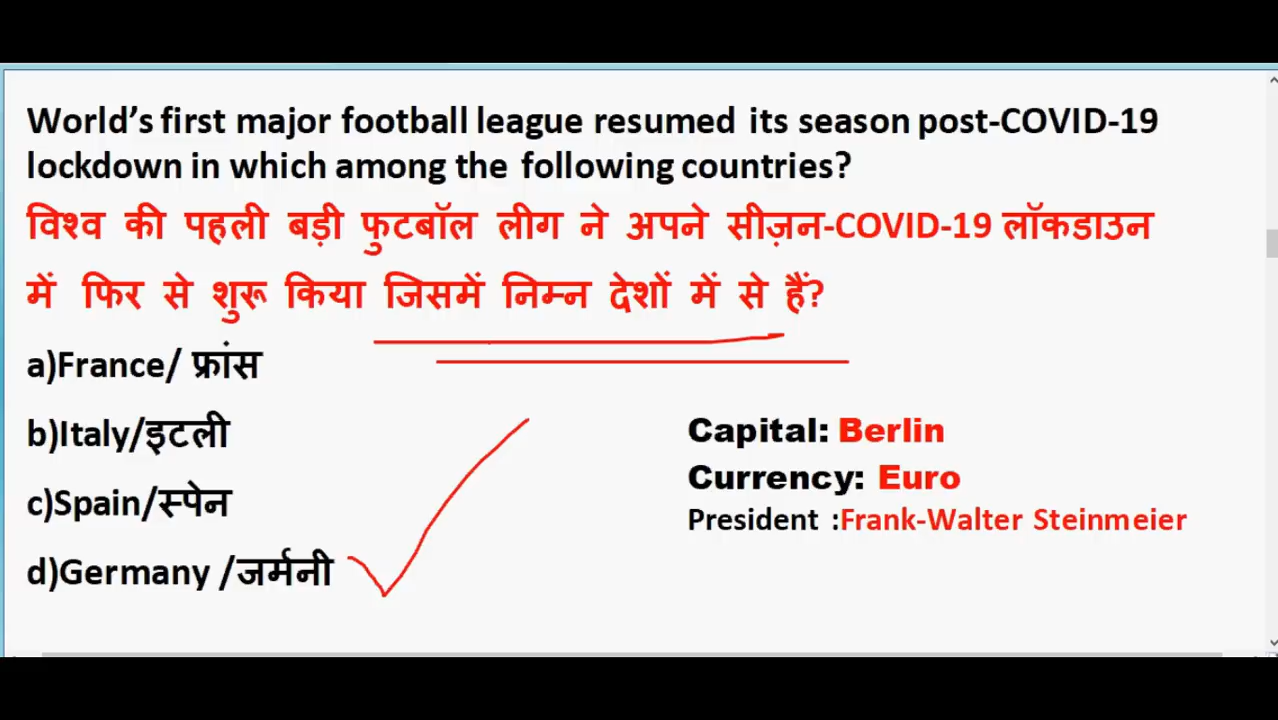 World’s first major football league resumed its season post-COVID-19
lockdown in which among the following countries?
विश्व की पहली बड़ी फुटबॉल लीग ने अपने सीज़न-COVID-19 लॉकडाउन
में फिर से शुरू किया जिसमें निम्न देशों में से हैं?
a)France/ फ्रांस
b)Italy/इटली
c)Spain/स्पेन
d)Germany /जर्मनी
Capital: Berlin
Currency: Euro
President :Frank-Walter Steinmeier